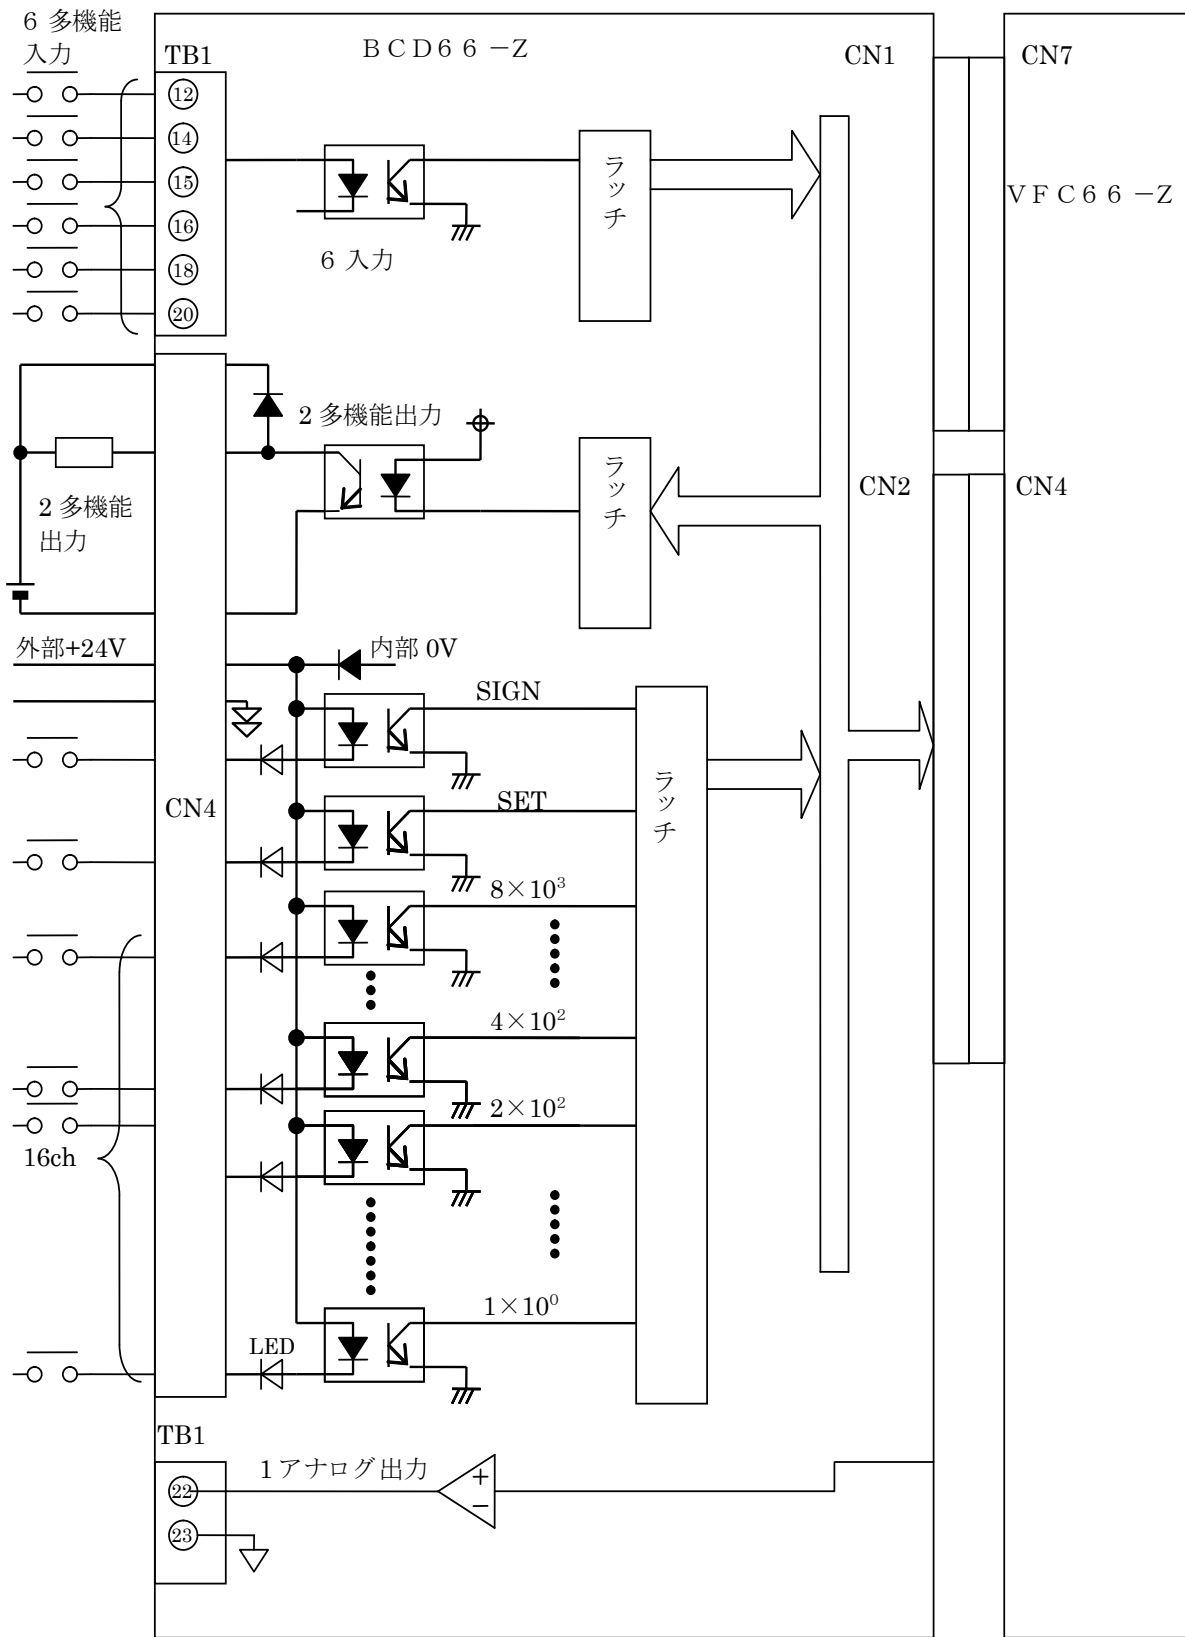 6 多機能
入力
TB1
ＢＣＤ６６－Z
CN1
CN7
⑫
⑭
⑮
⑯
⑱
⑳
ラッチ
ＶＦＣ６６－Z
6 入力
2 多機能出力
ラッチ
CN2
CN4
2 多機能
出力
外部+24V
内部 0V
SIGN
CN4
SET
ラッチ
8×10³
4×10²
2×10²
16ch
1×10⁰
LED
TB1
1 アナログ出力
㉒
＋
－
㉓